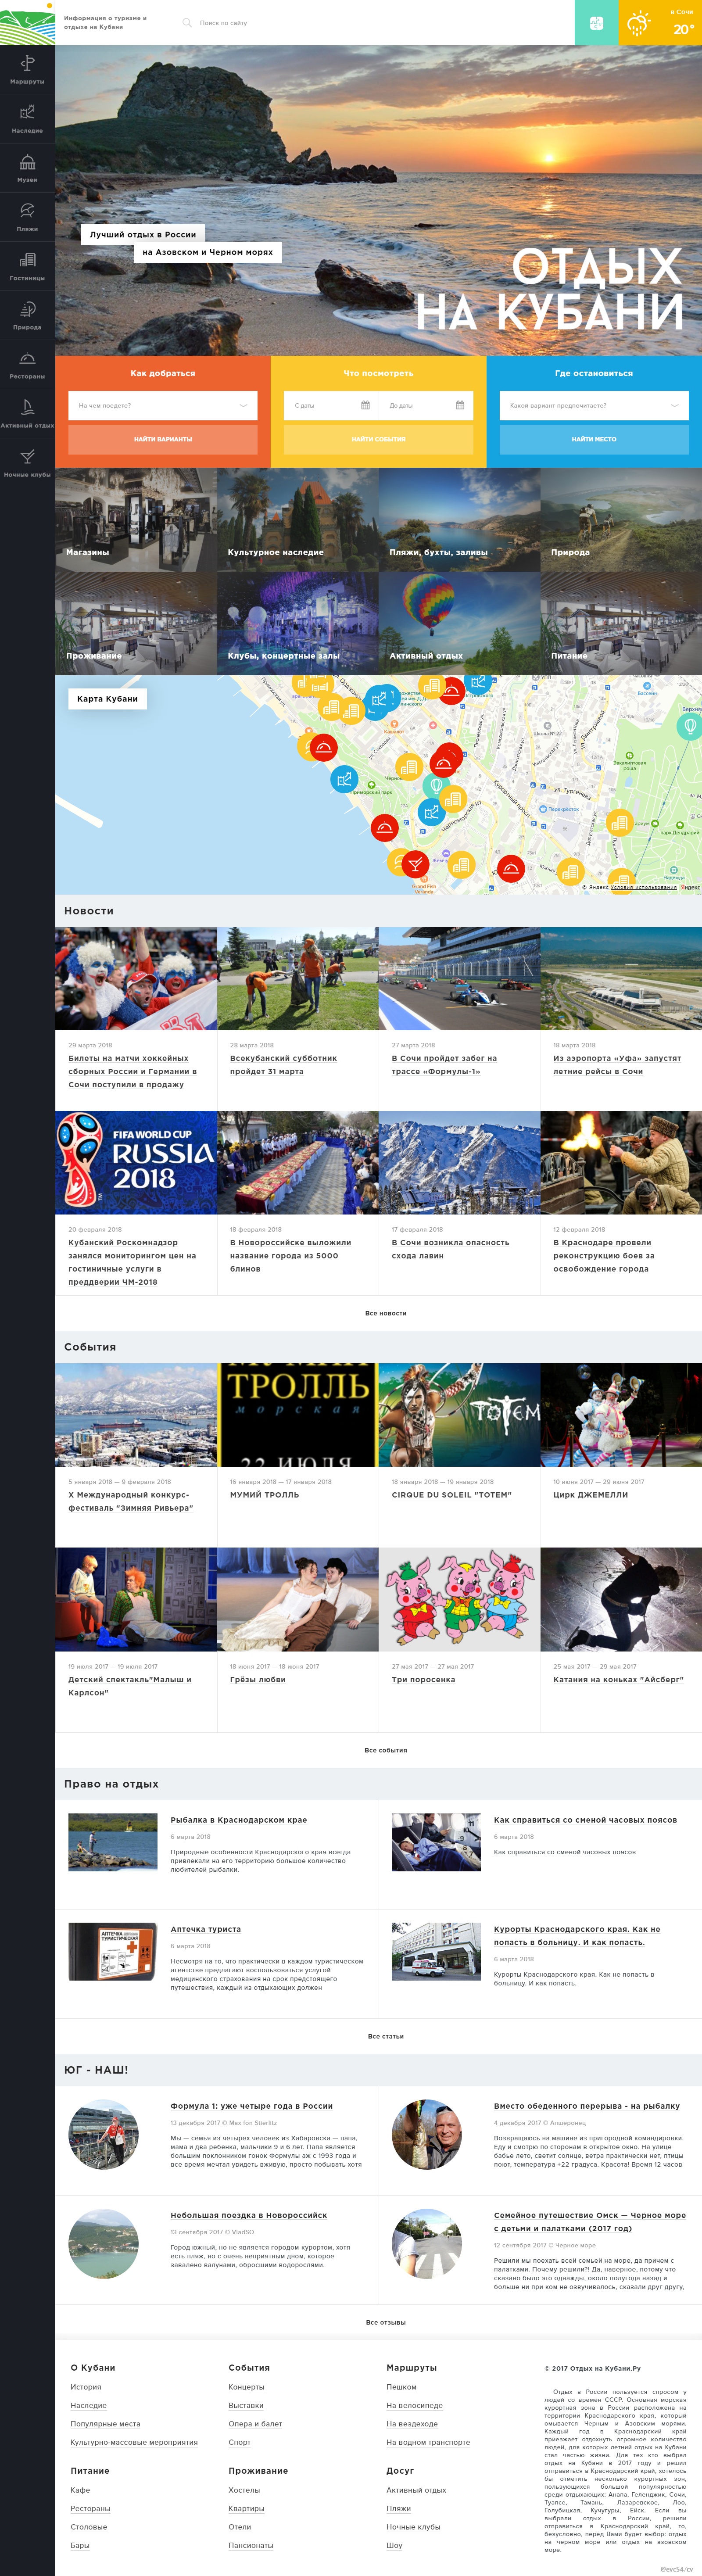 Информация о туризме и
отдыхе на Кубани
Поиск по сайту
в Сочи
20°
Маршруты
Наследие
Музеи
Пляжи
Гостиницы
Природа
Рестораны
Активный отдых
Ночные клубы
Лучший отдых в России
на Азовском и Черном морях
ОТДЫХ
НА КУБАНИ
Как добраться
На чем поедете?
НАЙТИ ВАРИАНТЫ
Что посмотреть
С даты
До даты
НАЙТИ СОБЫТИЕ
Где остановиться
Какой вариант предпочитаете?
НАЙТИ МЕСТО
Магазины
Культурное наследие
Пляжи, бухты, заливы
Природа
Проживание
Клубы, концертные залы
Активный отдых
Питание
Карта Кубани
© Яндекс Условия использования
Новости
29 марта 2018
Билеты на матчи хоккейных
сборных России и Германии в
Сочи поступили в продажу
28 марта 2018
Всекубанский субботник
пройдет 31 марта
27 марта 2018
В Сочи пройдет забег на
трассе «Формулы-1»
18 марта 2018
Из аэропорта «Уфа» запустят
летние рейсы в Сочи
FIFA WORLD CUP
RUSSIA
2018
20 февраля 2018
Кубанский Роскомнадзор
занялся мониторингом цен на
гостиничные услуги в
преддверии ЧМ-2018
18 февраля 2018
В Новороссийске выложили
название города из 5000
блинов
17 февраля 2018
В Сочи возникла опасность
схода лавин
12 февраля 2018
В Краснодаре провели
реконструкцию боев за
освобождение города
Все новости
События
5 января 2018 — 9 февраля 2018
X Международный конкурс-
фестиваль "Зимняя Ривьера"
ТРОЛЛЬ
морская
22 ИЮЛЯ
16 января 2018 — 17 января 2018
МУМИЙ ТРОЛЛЬ
TOTEM
18 января 2018 — 19 января 2018
CIRQUE DU SOLEIL "TOTEM"
10 июня 2017 — 29 июня 2017
Цирк ДЖЕМЕЛЛИ
19 июля 2017 — 19 июля 2017
Детский спектакль"Малыш и
Карлсон"
18 июня 2017 — 18 июня 2017
Грёзы любви
27 мая 2017 — 27 мая 2017
Три поросенка
25 мая 2017 — 29 мая 2017
Катания на коньках "Айсберг"
Все события
Право на отдых
Рыбалка в Краснодарском крае
6 марта 2018
Природные особенности Краснодарского края всегда
привлекали на его территорию большое количество
любителей рыбалки.
Как справиться со сменой часовых поясов
6 марта 2018
Как справиться со сменой часовых поясов
АПТЕЧКА
ТУРИСТИЧЕСКАЯ
Аптечка туриста
6 марта 2018
Несмотря на то, что практически в каждом туристическом
агентстве предлагают воспользоваться услугой
медицинского страхования на срок предстоящего
путешествия, каждый из отдыхающих должен
Курорты Краснодарского края. Как не
попасть в больницу. И как попасть.
6 марта 2018
Курорты Краснодарского края. Как не попасть в
больницу. И как попасть.
Все статьи
ЮГ - НАШ!
Формула 1: уже четыре года в России
13 декабря 2017 © Max fon Stierlitz
Мы — семья из четырех человек из Хабаровска — папа,
мама и два ребенка, мальчики 9 и 6 лет. Папа является
большим поклонником гонок Формулы аж с 1993 года и
все время мечтал увидеть вживую, просто побывать хотя
Вместо обеденного перерыва - на рыбалку
4 декабря 2017 © Апшеронец
Возвращаюсь на машине из пригородной командировки.
Еду и смотрю по сторонам в открытое окно. На улице
бабье лето, светит солнце, ветра практически нет, птицы
поют, температура +22 градуса. Красота! Время 12 часов
Небольшая поездка в Новороссийск
13 сентября 2017 © VladSO
Город южный, но не является городом-курортом, хотя
есть пляж, но с очень неприятным дном, которое
завалено валунами, обросшими водорослями.
Семейное путешествие Омск — Черное море
с детьми и палатками (2017 год)
12 сентября 2017 © Черное море
Решили мы поехать всей семьей на море, да причем с
палатками. Почему решили?! Да, наверное, потому что
сказано было это однажды, около полугода назад и
больше ни при ком не озвучивалось, сказали друг другу,
Все отзывы
О Кубани
История
Наследие
Популярные места
Культурно-массовые мероприятия
События
Концерты
Выставки
Опера и балет
Спорт
Маршруты
Пешком
На велосипеде
На вездеходе
На водном транспорте
Питание
Кафе
Рестораны
Столовые
Бары
Проживание
Хостелы
Квартиры
Отели
Пансионаты
Досуг
Активный отдых
Пляжи
Ночные клубы
Шоу
© 2017 Отдых на Кубани.Ру
Отдых в России пользуется спросом у
людей со времен СССР. Основная морская
курортная зона в России расположена на
территории Краснодарского края, который
омывается Черным и Азовским морями.
Каждый год в Краснодарский край
приезжает отдохнуть огромное количество
людей, для которых летний отдых на Кубани
стал частью жизни. Для тех кто выбрал
отдых на Кубани в 2017 году и решил
отправиться в Краснодарский край, хотелось
бы отметить несколько курортных зон,
пользующихся большой популярностью
среди отдыхающих: Анапа, Геленджик, Сочи,
Туапсе, Тамань, Лазаревское, Лоо,
Голубицкая, Кучугуры, Ейск. Если вы
выбрали отдых в России, решили
отправиться в Краснодарский край, то,
безусловно, перед Вами будет выбор: отдых
на черном море или отдых на азовском
море.
@evc54/cv